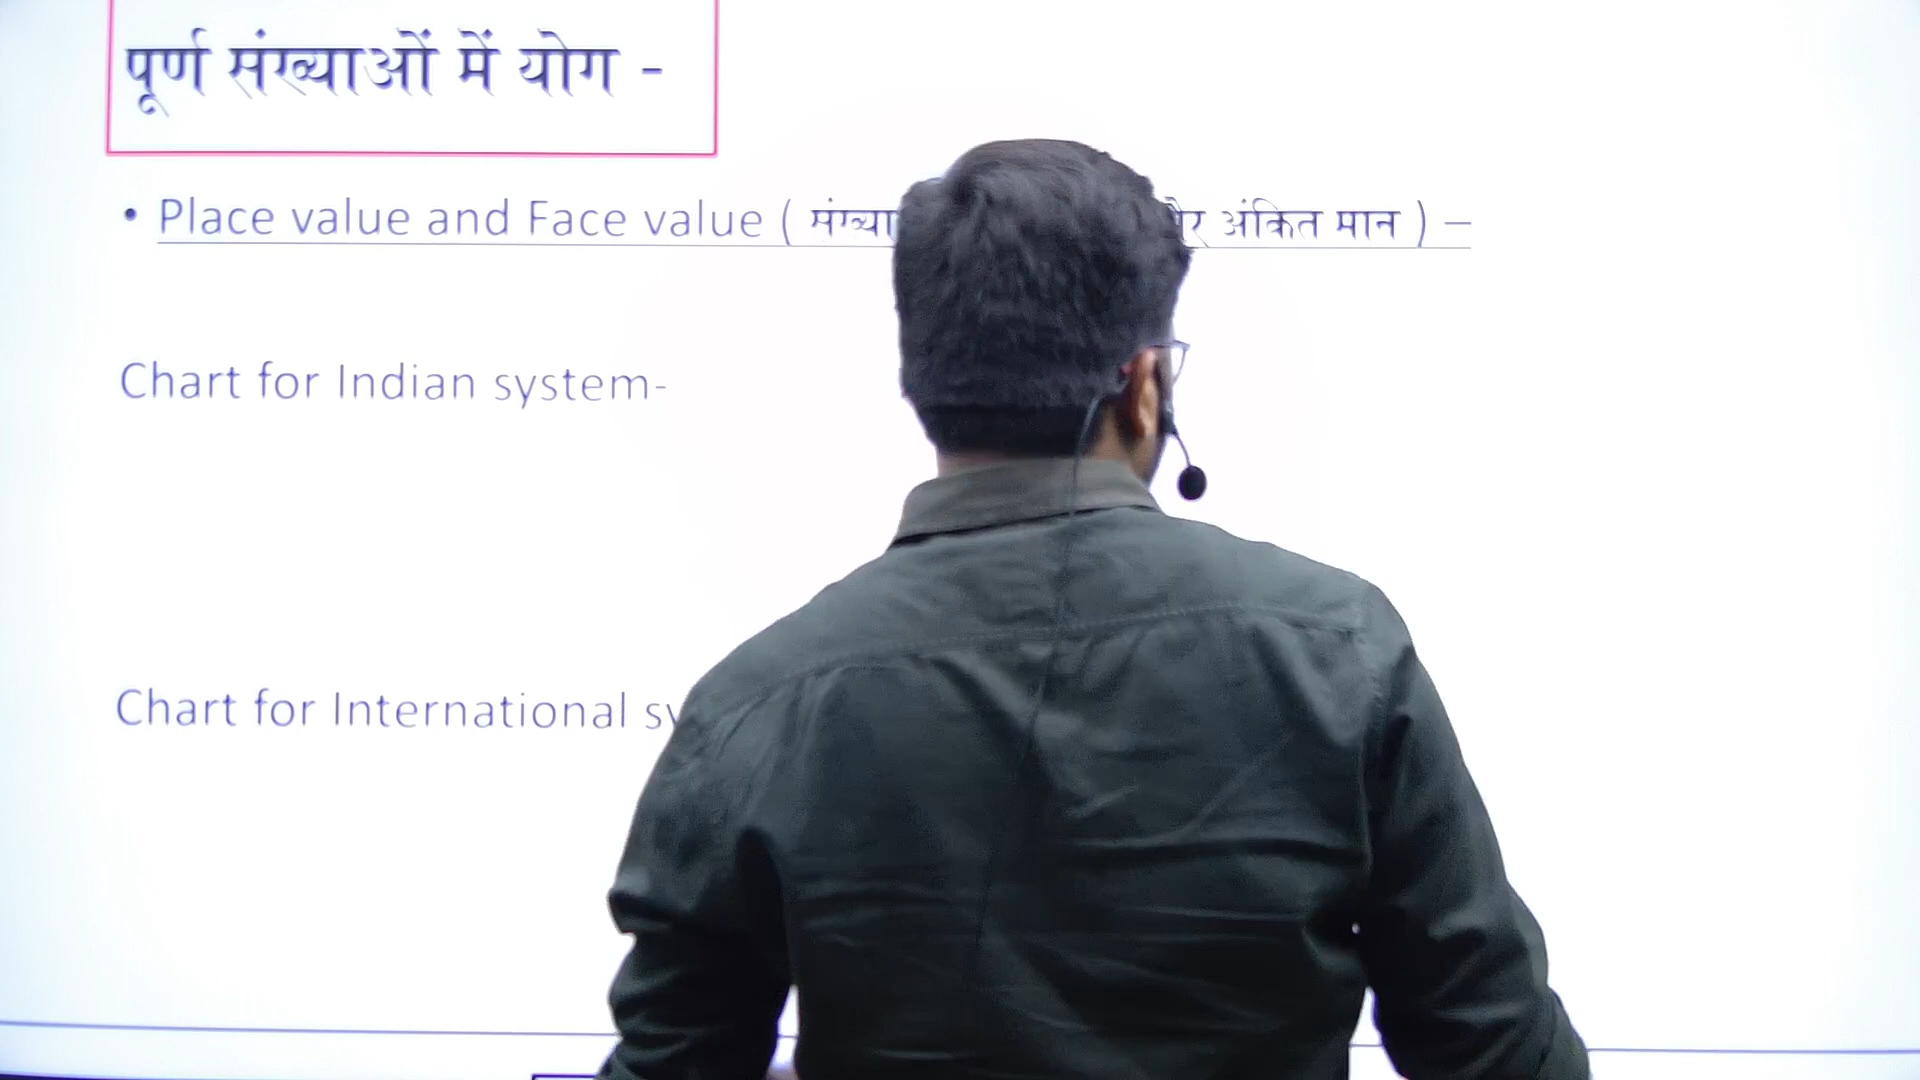 पूर्ण संख्याओं में योग -
• Place value and Face value ( अंकित मान ) –
Chart for Indian system-
Chart for International